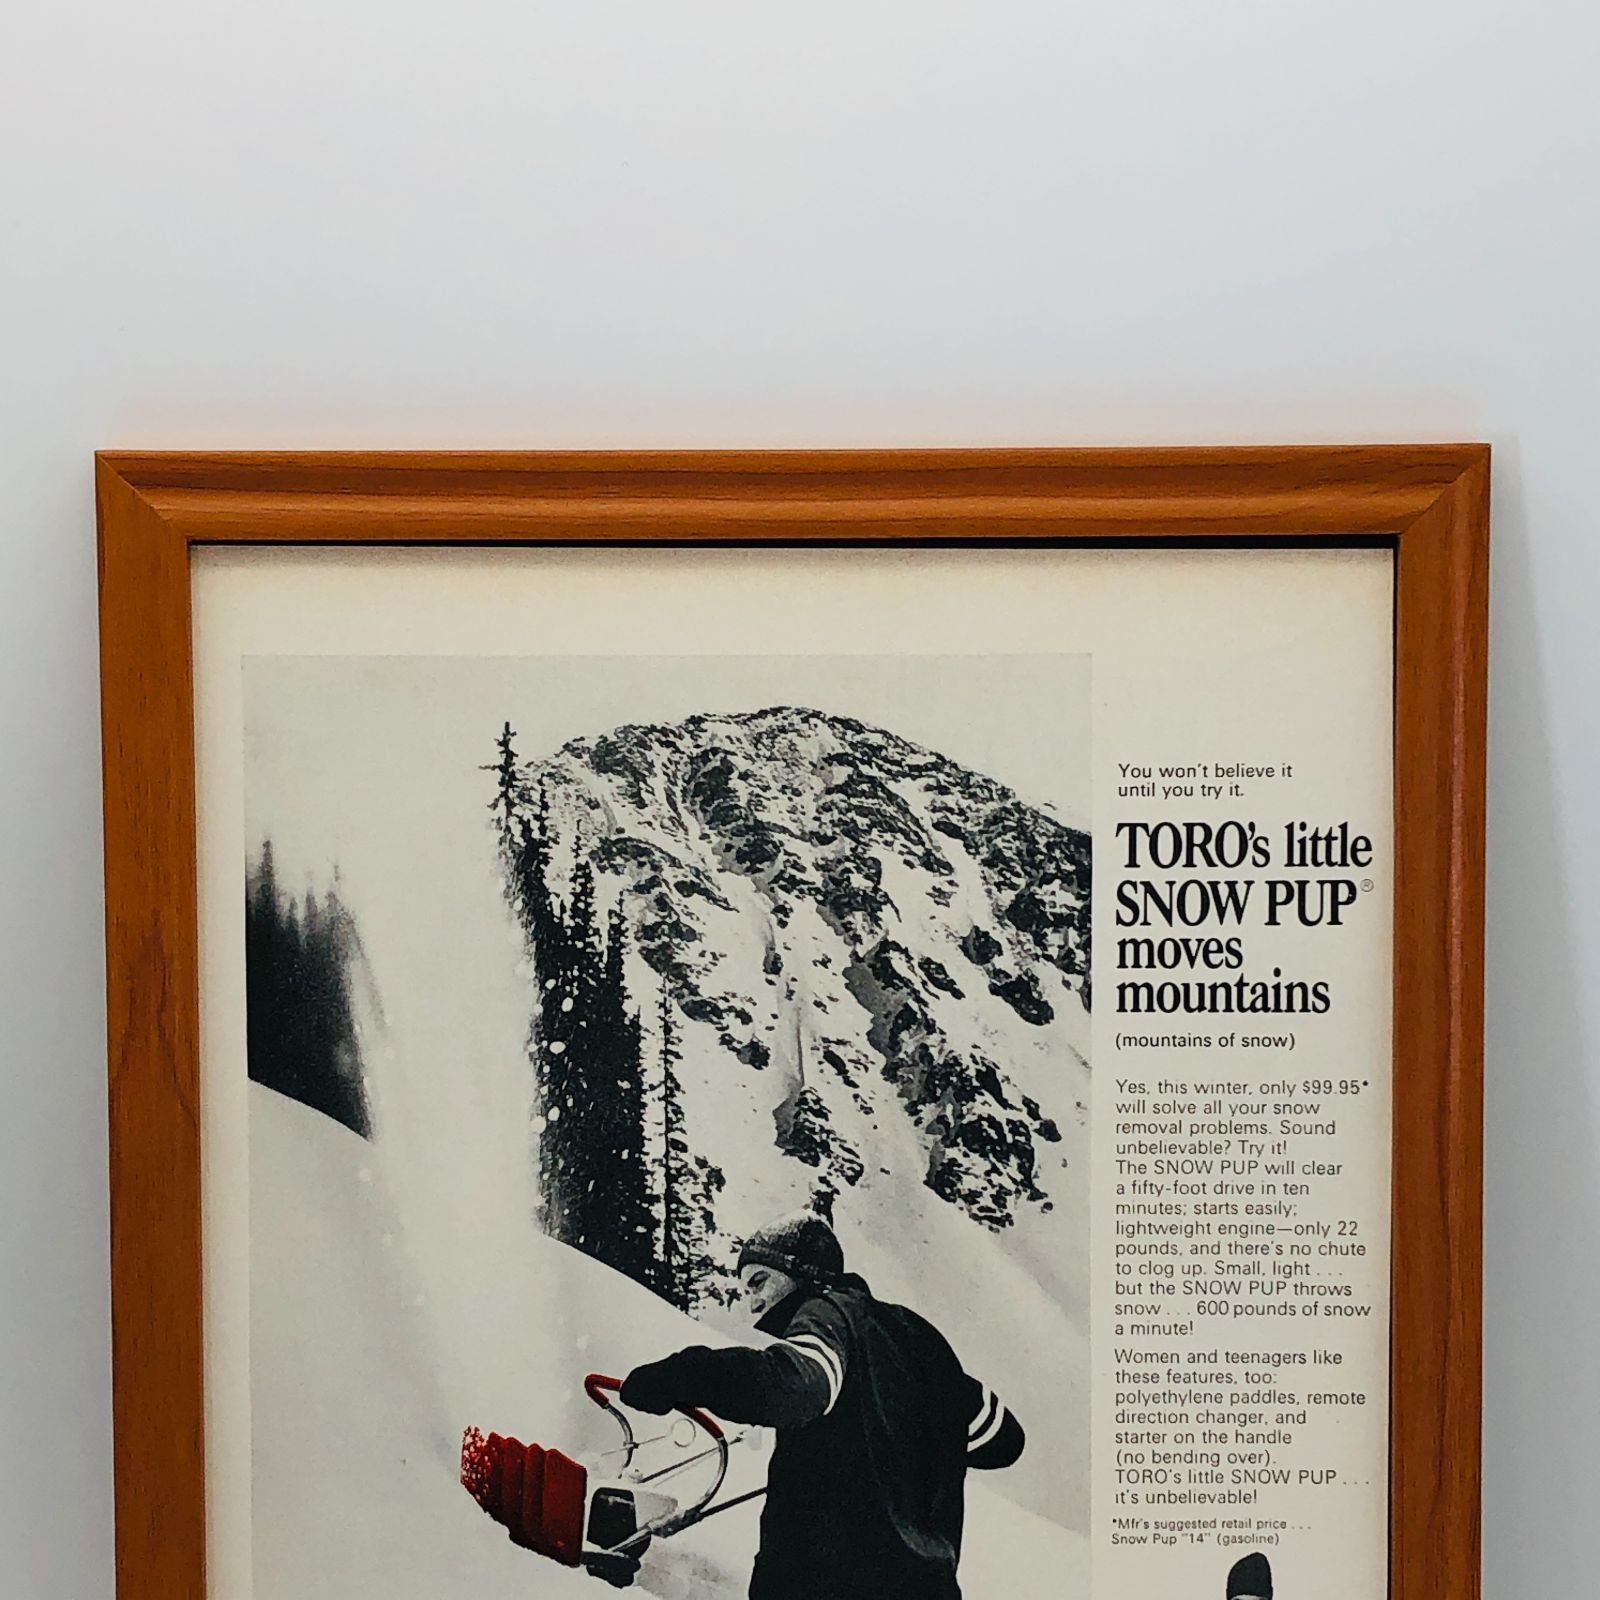 You won't believe it
until you try it.
TORO's little
SNOW PUP®
moves
mountains
(mountains of snow)
Yes, this winter, only $99.95*
will solve all your snow
removal problems. Sound
unbelievable? Try it!
The SNOW PUP will clear
a fifty-foot drive in ten
minutes; starts easily;
lightweight engine—only 22
pounds, and there's no chute
to clog up. Small, light . . .
but the SNOW PUP throws
snow . . . 600 pounds of snow
a minute!
Women and teenagers like
these features, too:
polyethylene paddles, remote
direction changer, and
starter on the handle
(no bending over).
TORO's little SNOW PUP . . .
it's unbelievable!
*Mfr's suggested retail price . . .
Snow Pup "14" (gasoline)